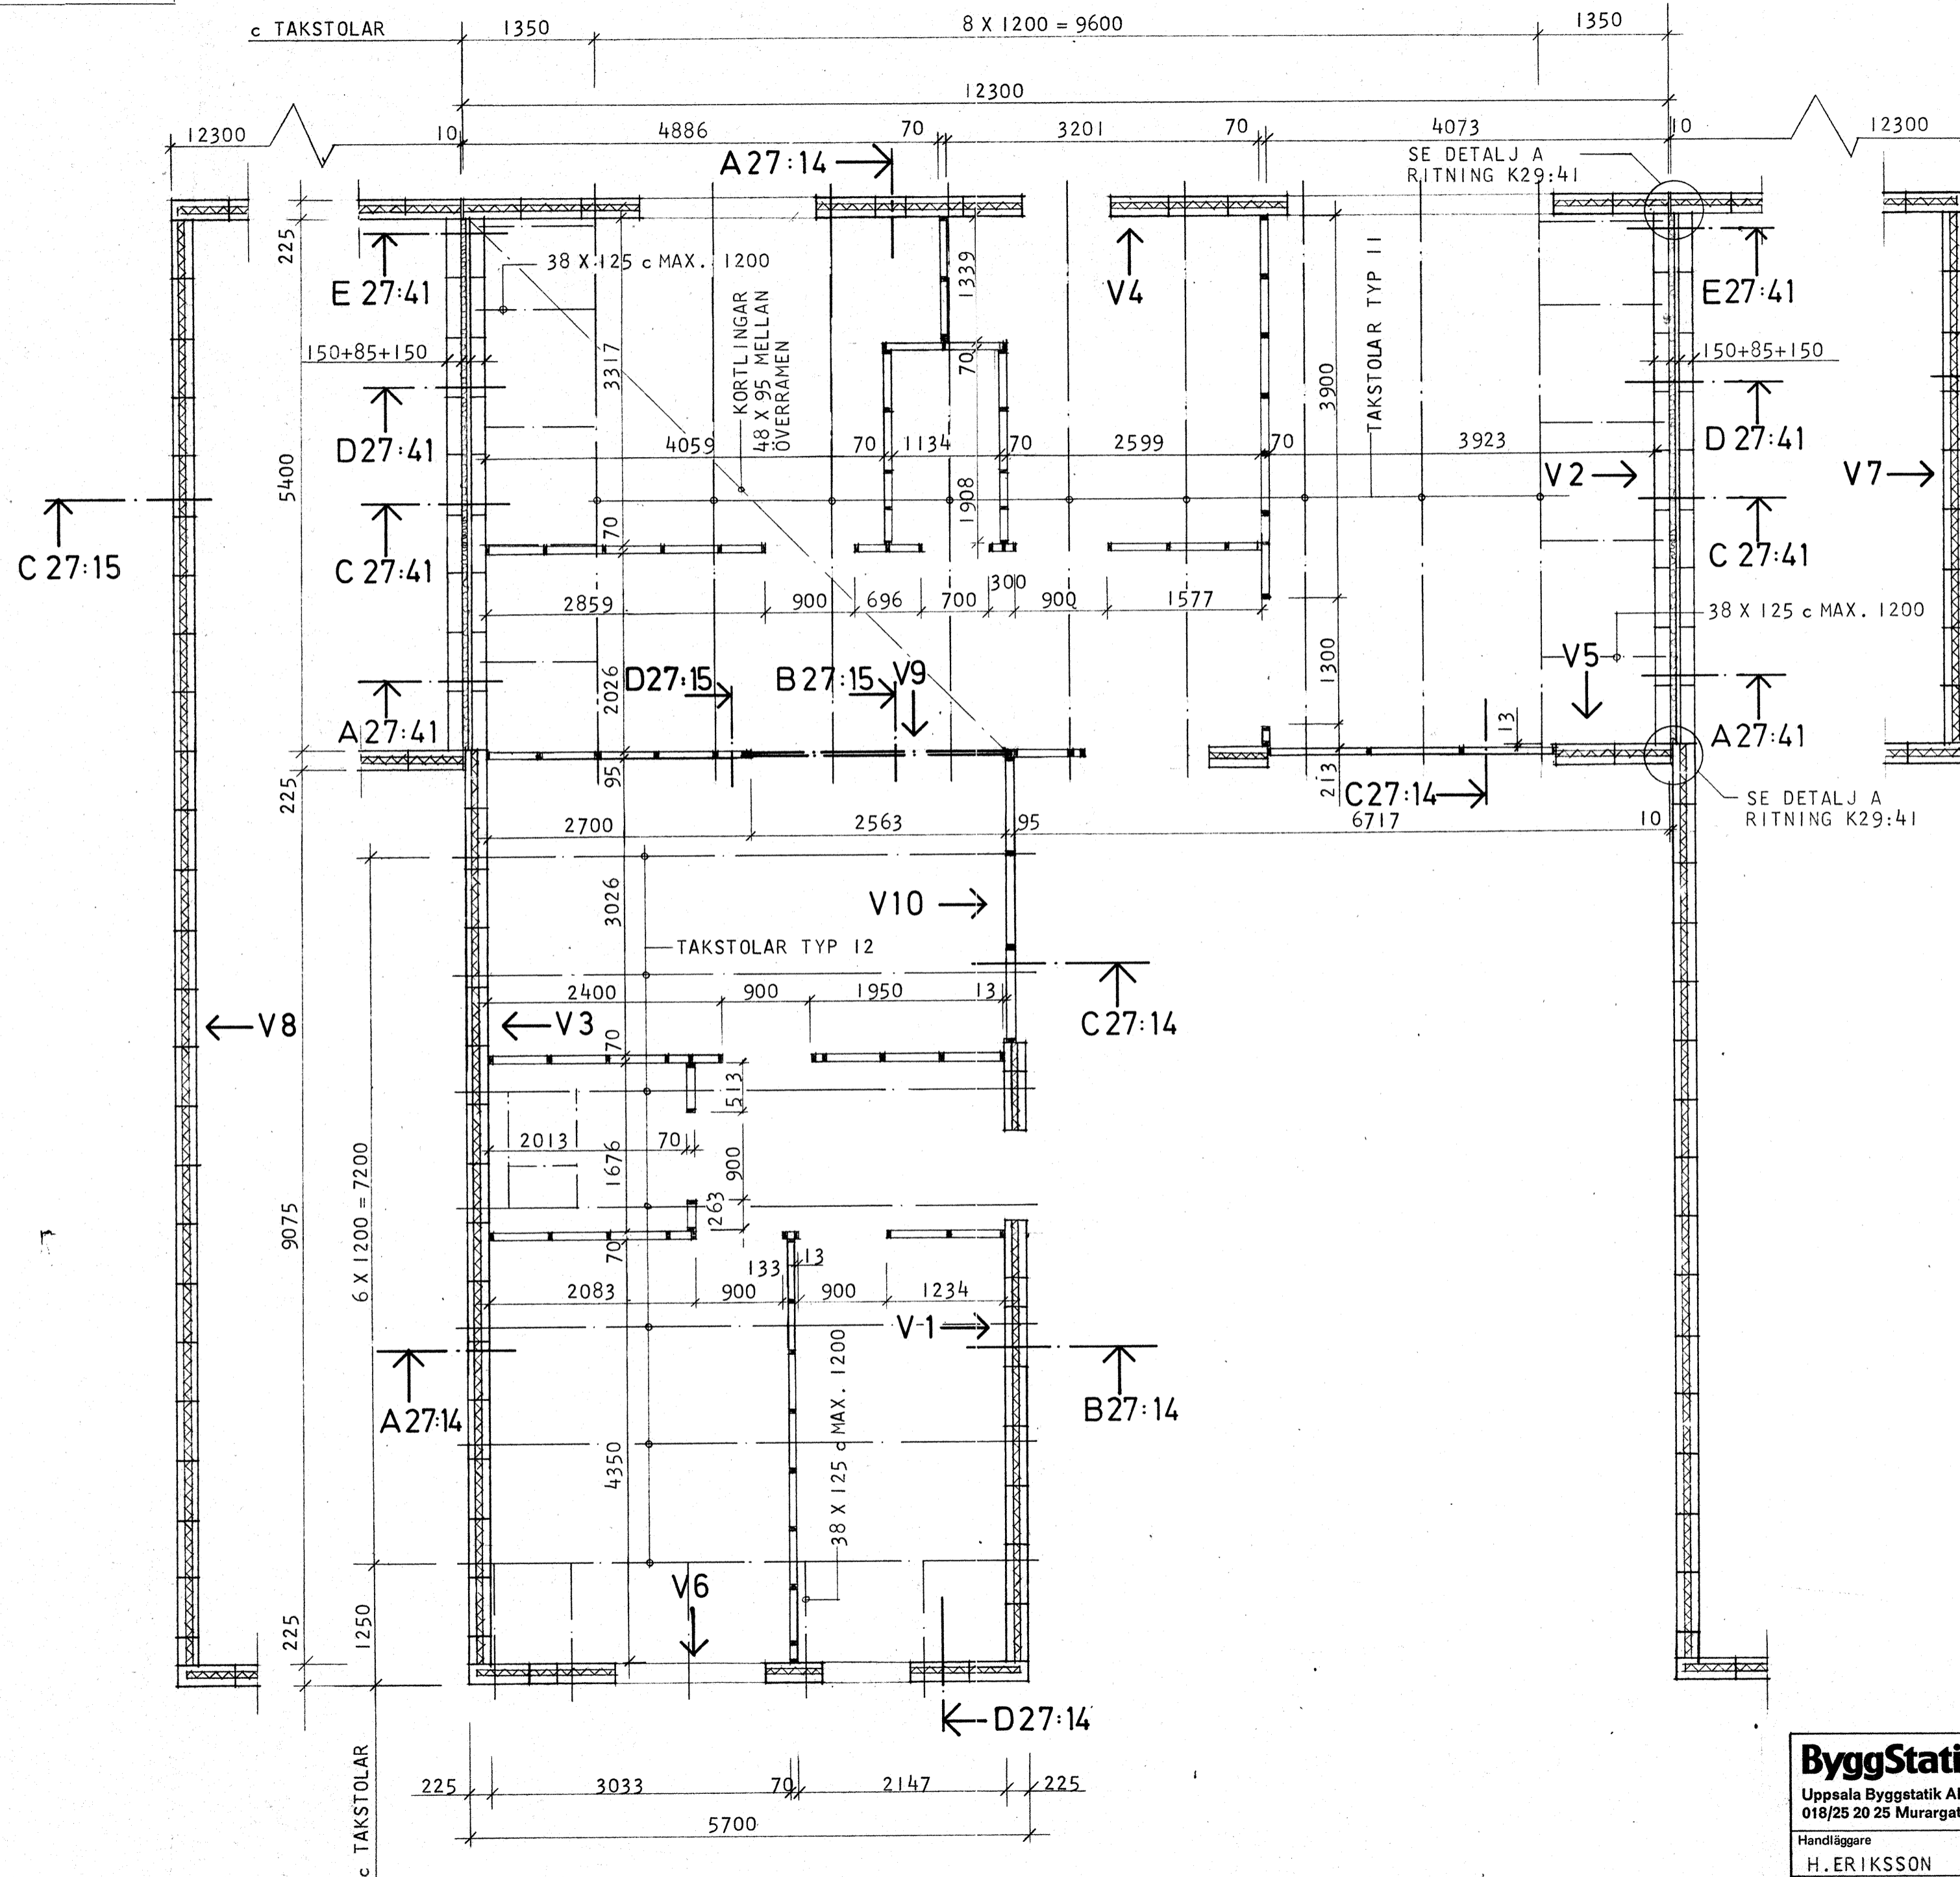 c TAKSTOLAR
1350
8 X 1200 = 9600
1350
12300
12300
10
4886
70
3201
70
4073
10
12300
A 27:14
SE DETALJ A
RITNING K29:41
225
E 27:41
38 X 125 c MAX. 1200
KORTLINGAR
48 X 95 MELLAN
ÖVERRAMEN
1339
V4
TAKSTOLAR TYP 11
E27:41
150+85+150
3317
70
3900
150+85+150
D27:41
4059
70
1134
70
2599
70
3923
D 27:41
V2
V7
5400
1908
C 27:15
C 27:41
70
C 27:41
2859
900
696
700
300
900
1577
38 X 125 c MAX. 1200
2026
D27:15
B 27:15
V9
1300
V5
A 27:41
13
A27:41
225
95
213
C27:14
SE DETALJ A
RITNING K29:41
2700
2563
95
6717
10
3026
V10
TAKSTOLAR TYP 12
2400
900
1950
13
V8
V3
70
C 27:14
513
2013
70
1676
900
263
6 X 1200 = 7200
9075
70
133
13
2083
900
900
1234
V1
38 X 125 c MAX. 1200
A 27:14
B27:14
4350
V6
225
1250
D27:14
c TAKSTOLAR
225
3033
70
2147
225
5700
ByggStati
Uppsala Byggstatik A
018/25 20 25 Murargat
Handläggare
H.ERIKSSON